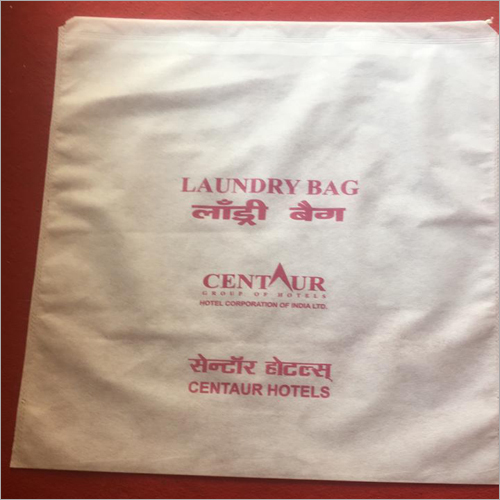 LAUNDRY BAG
लाँड्री बैग
CENTAUR
GROUP OF HOTELS
HOTEL CORPORATION OF INDIA LTD.
सेन्टॉर होटल्स्
CENTAUR HOTELS